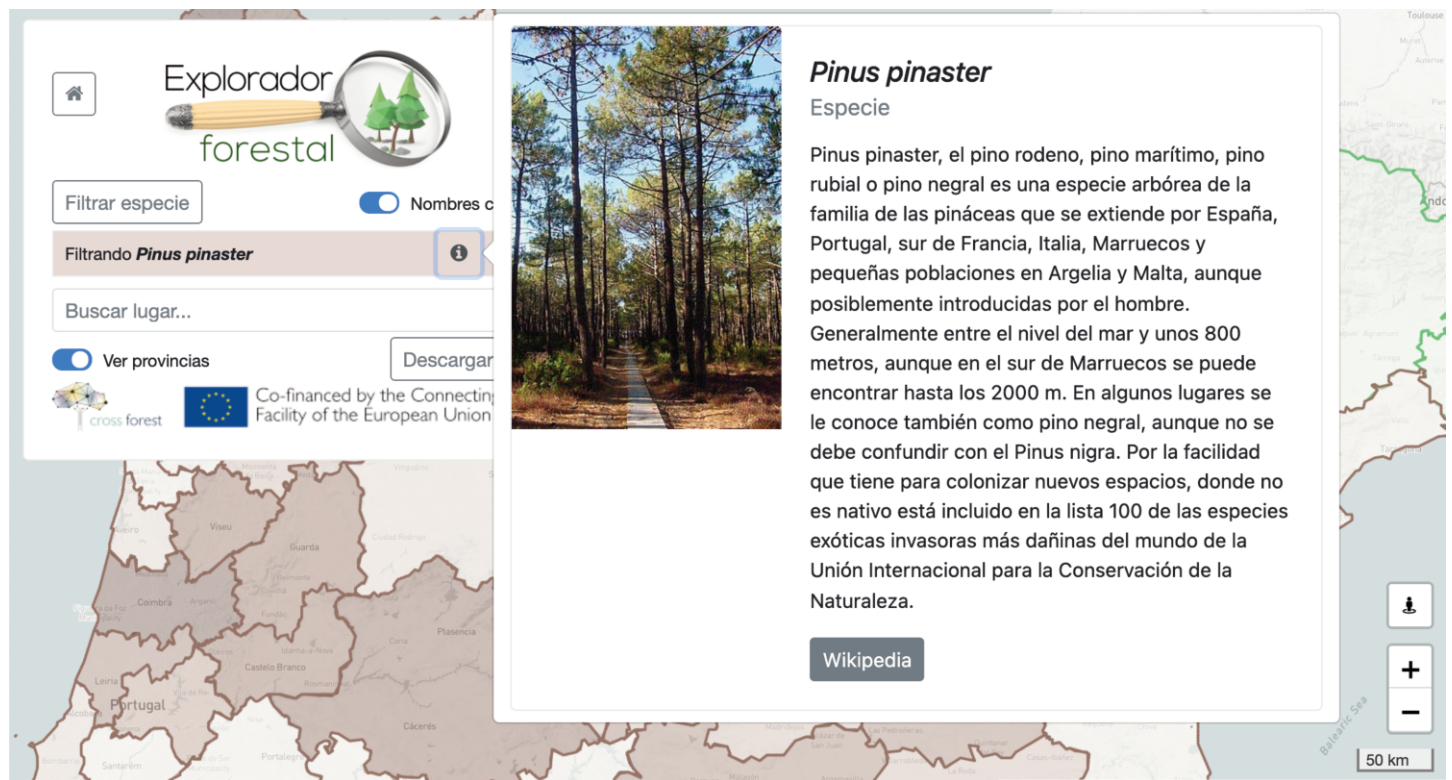 Explorador
forestal
Filtrar especie
Nombres c
Filtrando Pinus pinaster
Buscar lugar...
Ver provincias
Descargar
cross forest
Co-financed by the Connecting
Facility of the European Union
Pinus pinaster
Especie
Pinus pinaster, el pino rodeno, pino marítimo, pino
rubial o pino negral es una especie arbórea de la
familia de las pináceas que se extiende por España,
Portugal, sur de Francia, Italia, Marruecos y
pequeñas poblaciones en Argelia y Malta, aunque
posiblemente introducidas por el hombre.
Generalmente entre el nivel del mar y unos 800
metros, aunque en el sur de Marruecos se puede
encontrar hasta los 2000 m. En algunos lugares se
le conoce también como pino negral, aunque no se
debe confundir con el Pinus nigra. Por la facilidad
que tiene para colonizar nuevos espacios, donde no
es nativo está incluido en la lista 100 de las especies
exóticas invasoras más dañinas del mundo de la
Unión Internacional para la Conservación de la
Naturaleza.
Wikipedia
Toulouse
Viseu
Guarda
Ciudad Rodrigo
Coimbra
Plasencia
Coria
Castelo Branco
Leiria
Portugal
Cáceres
Santarém
Portalegre
Balearic Sea
+
−
50 km